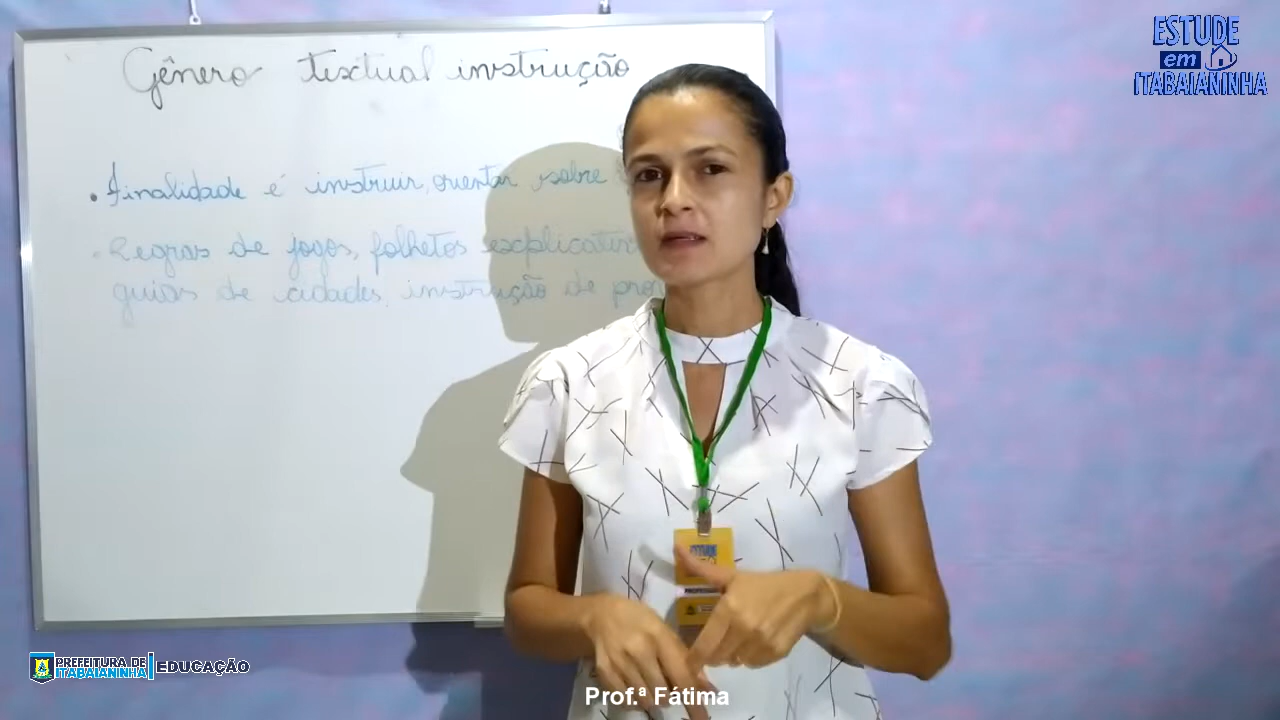 Gênero textual instrução
ESTUDE
em
ITABAIANINHA
• Finalidade é instruir, orientar sobre
• Regras de jogos, folhetos
guias de cidades, instrução de
ESTUDE
PREFEITURA DE
ITABAIANINHA
EDUCAÇÃO
Prof.ª Fátima